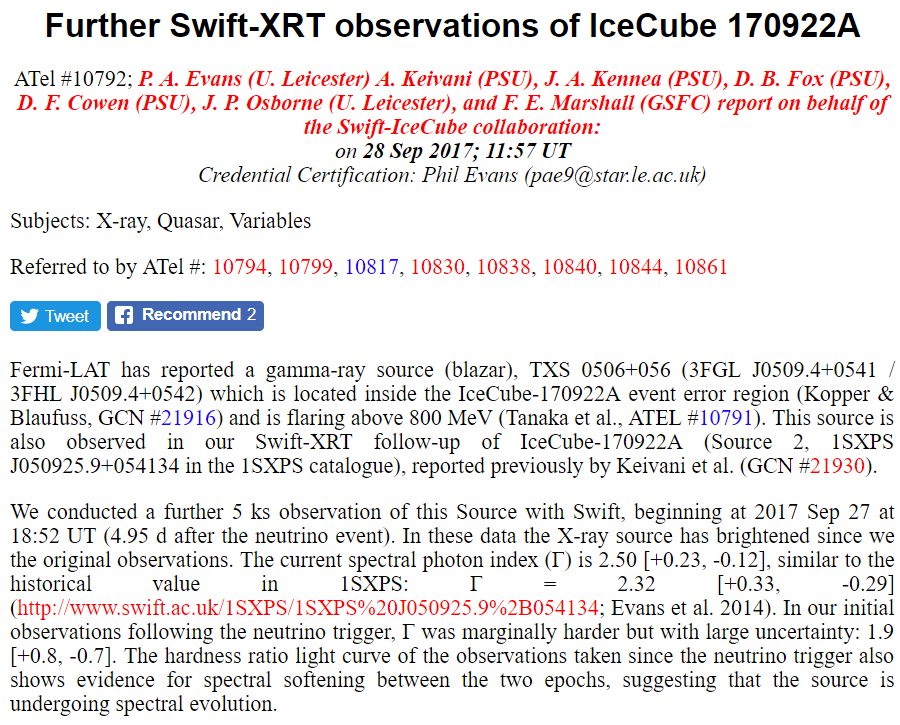 Further Swift-XRT observations of IceCube 170922A
ATel #10792; P. A. Evans (U. Leicester) A. Keivani (PSU), J. A. Kennea (PSU), D. B. Fox (PSU),
D. F. Cowen (PSU), J. P. Osborne (U. Leicester), and F. E. Marshall (GSFC) report on behalf of
the Swift-IceCube collaboration:
on 28 Sep 2017; 11:57 UT
Credential Certification: Phil Evans (pae9@star.le.ac.uk)
Subjects: X-ray, Quasar, Variables
Referred to by ATel #: 10794, 10799, 10817, 10830, 10838, 10840, 10844, 10861
Tweet Recommend 2
Fermi-LAT has reported a gamma-ray source (blazar), TXS 0506+056 (3FGL J0509.4+0541 /
3FHL J0509.4+0542) which is located inside the IceCube-170922A event error region (Kopper &
Blaufuss, GCN #21916) and is flaring above 800 MeV (Tanaka et al., ATEL #10791). This source is
also observed in our Swift-XRT follow-up of IceCube-170922A (Source 2, 1SXPS
J050925.9+054134 in the 1SXPS catalogue), reported previously by Keivani et al. (GCN #21930).
We conducted a further 5 ks observation of this Source with Swift, beginning at 2017 Sep 27 at
18:52 UT (4.95 d after the neutrino event). In these data the X-ray source has brightened since we
the original observations. The current spectral photon index (Γ) is 2.50 [+0.23, -0.12], similar to the
historical value in 1SXPS: Γ = 2.32 [+0.33, -0.29]
(http://www.swift.ac.uk/1SXPS/1SXPS%20J050925.9%2B054134; Evans et al. 2014). In our initial
observations following the neutrino trigger, Γ was marginally harder but with large uncertainty: 1.9
[+0.8, -0.7]. The hardness ratio light curve of the observations taken since the neutrino trigger also
shows evidence for spectral softening between the two epochs, suggesting that the source is
undergoing spectral evolution.